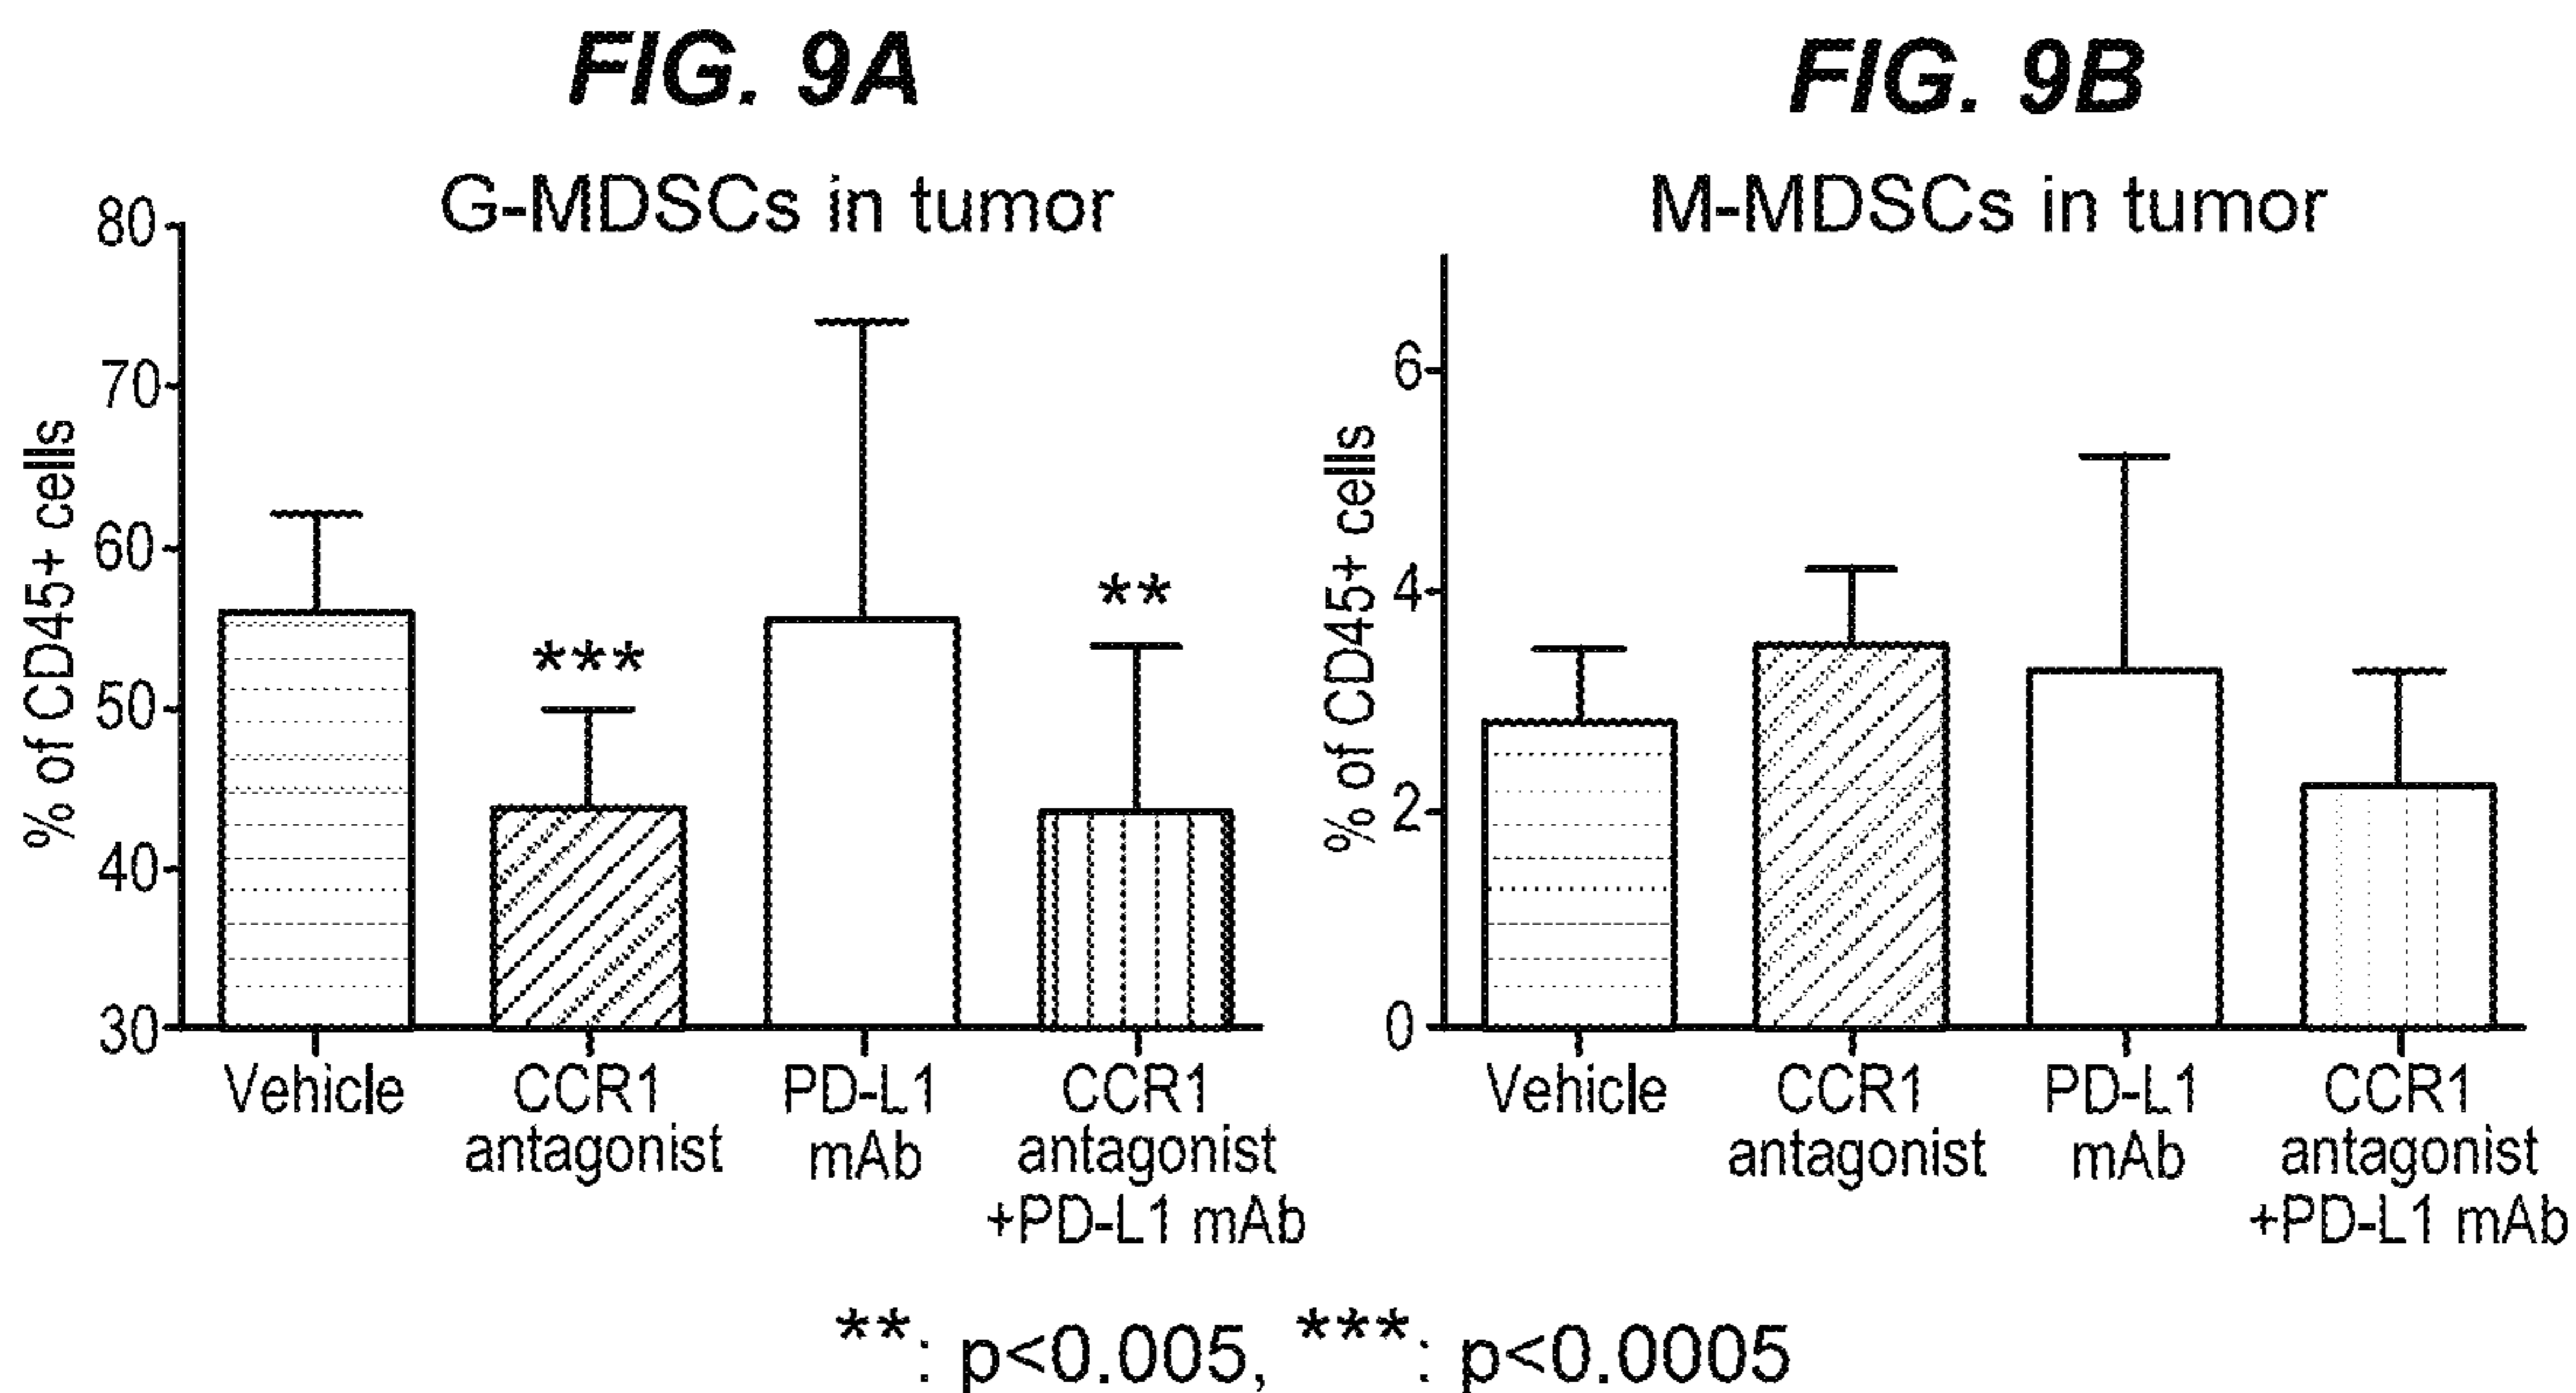 FIG. 9A
G-MDSCs in tumor
% of CD45+ cells
80
70
60
50
40
30
***
**
Vehicle
CCR1
antagonist
PD-L1
mAb
CCR1
antagonist
+PD-L1 mAb
FIG. 9B
M-MDSCs in tumor
% of CD45+ cells
6
4
2
0
Vehicle
CCR1
antagonist
PD-L1
mAb
CCR1
antagonist
+PD-L1 mAb
**: p<0.005, ***: p<0.0005